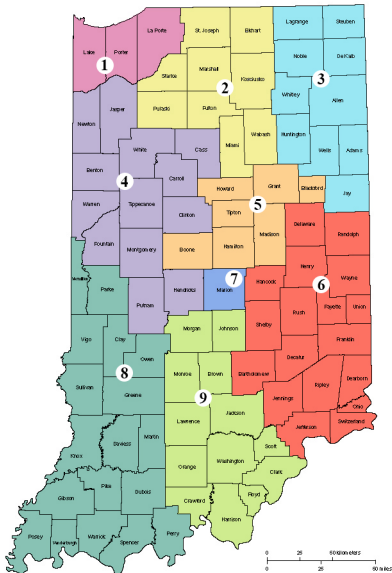 La Porte
St. Joseph
Elkhart
Lagrange
Steuben
Lake
Porter
1
Noble
DeKalb
Starke
Marshall
Kosciusko
2
3
Whitley
Allen
Pulaski
Fulton
Newton
Jasper
Miami
Wabash
Huntington
Wells
Adams
White
Cass
Carroll
Benton
4
Howard
Grant
Blackford
Jay
Warren
Tippecanoe
Clinton
Tipton
5
Delaware
Randolph
Madison
Fountain
Montgomery
Boone
Hamilton
Henry
Wayne
Parke
Putnam
Hendricks
Marion
7
Hancock
6
Rush
Fayette
Union
Morgan
Johnson
Shelby
Franklin
Vigo
Clay
Owen
8
Decatur
Monroe
Brown
Bartholomew
Ripley
Dearborn
Sullivan
Greene
9
Jackson
Jennings
Ohio
Lawrence
Jefferson
Switzerland
Knox
Daviess
Martin
Scott
Orange
Washington
Clark
Gibson
Pike
Dubois
Crawford
Floyd
Harrison
Posey
Vanderburgh
Warrick
Spencer
Perry
0 25 50 kilometers
0 25 50 miles